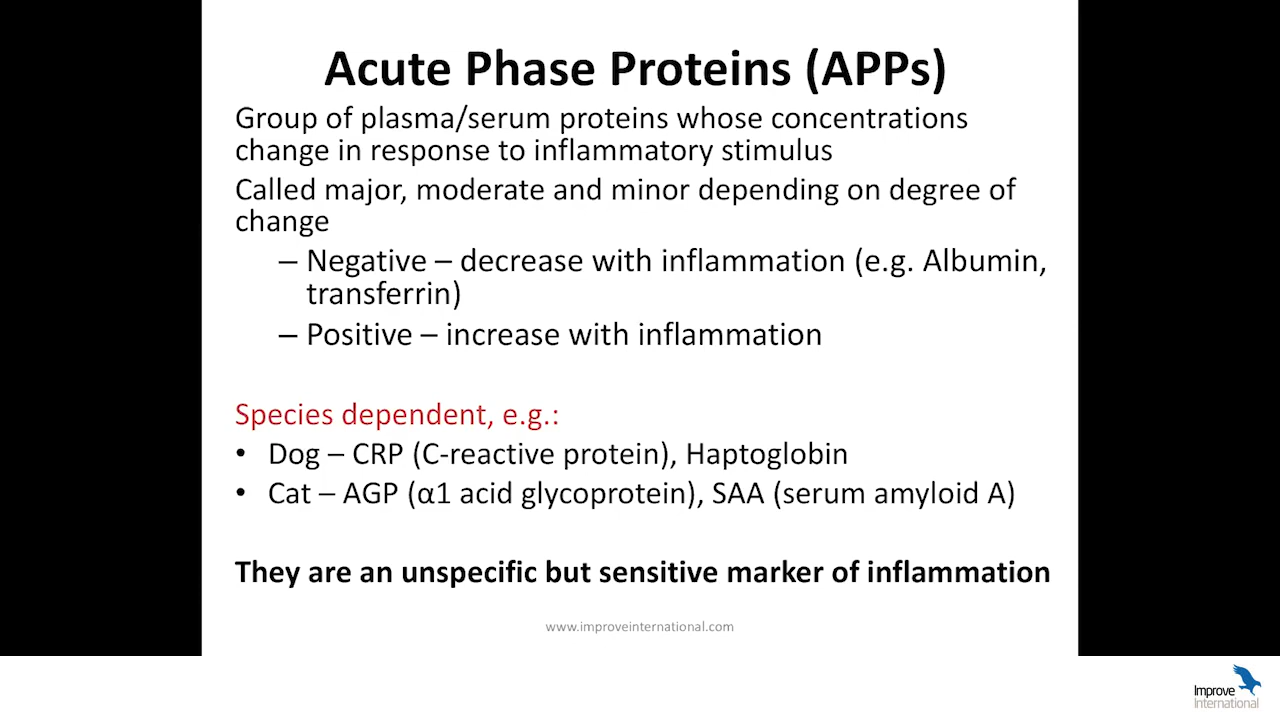 Acute Phase Proteins (APPs)
Group of plasma/serum proteins whose concentrations
change in response to inflammatory stimulus
Called major, moderate and minor depending on degree of
change
– Negative – decrease with inflammation (e.g. Albumin,
transferrin)
– Positive – increase with inflammation
Species dependent, e.g.:
• Dog – CRP (C-reactive protein), Haptoglobin
• Cat – AGP (α1 acid glycoprotein), SAA (serum amyloid A)
They are an unspecific but sensitive marker of inflammation
www.improveinternational.com
Improve
International